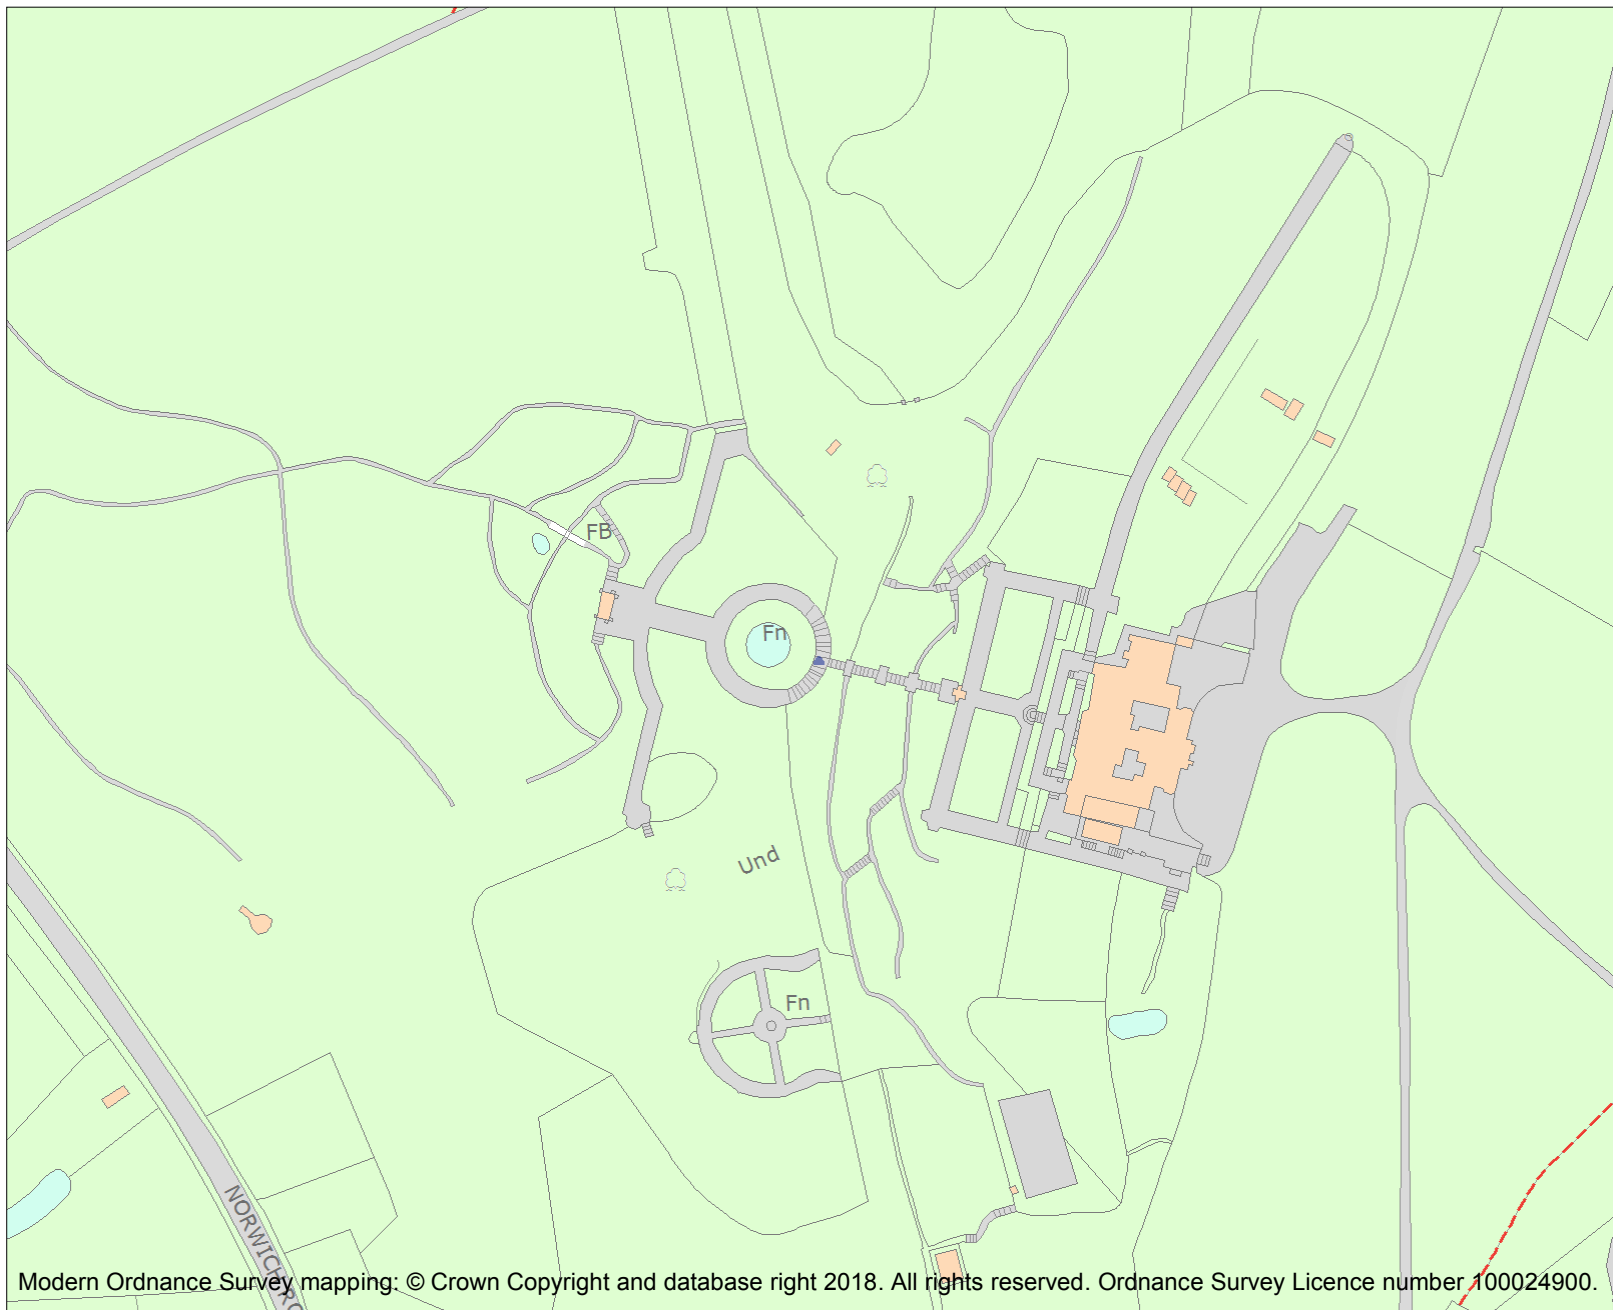 FB
Fn
Und
Fn
NORWICH
Modern Ordnance Survey mapping: © Crown Copyright and database right 2018. All rights reserved. Ordnance Survey Licence number 100024900.